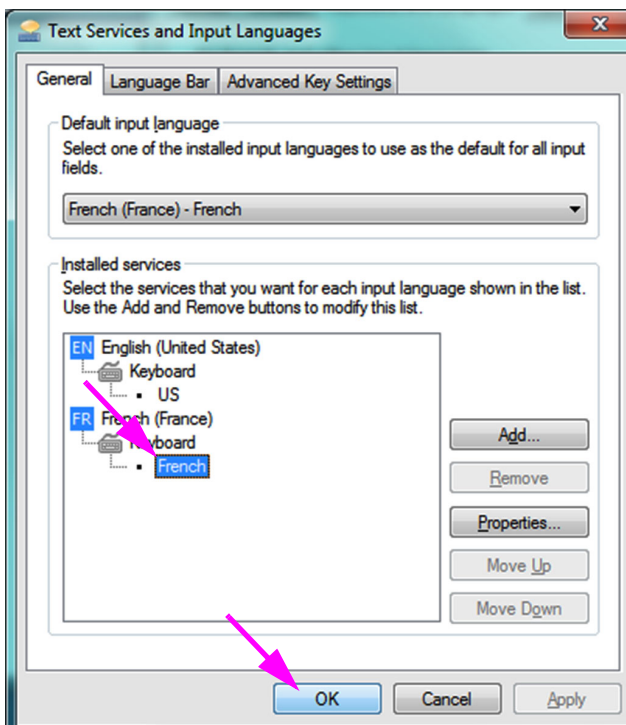 Text Services and Input Languages
General Language Bar Advanced Key Settings
Default input language
Select one of the installed input languages to use as the default for all input
fields.
French (France) - French
Installed services
Select the services that you want for each input language shown in the list.
Use the Add and Remove buttons to modify this list.
EN English (United States)
Keyboard
US
FR French (France)
Keyboard
French
Add...
Remove
Properties...
Move Up
Move Down
OK Cancel Apply